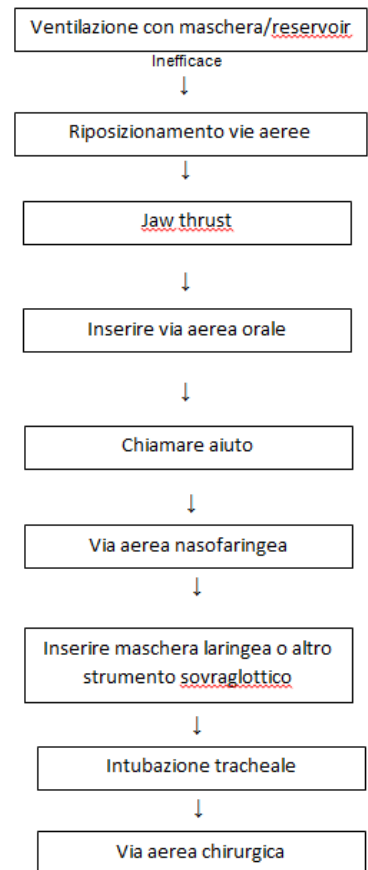 Ventilazione con maschera/reservoir
Inefficace
↓
Riposizionamento vie aeree
↓
Jaw thrust
↓
Inserire via aerea orale
↓
Chiamare aiuto
↓
Via aerea nasofaringea
↓
Inserire maschera laringea o altro
strumento sovraglottico
↓
Intubazione tracheale
↓
Via aerea chirurgica